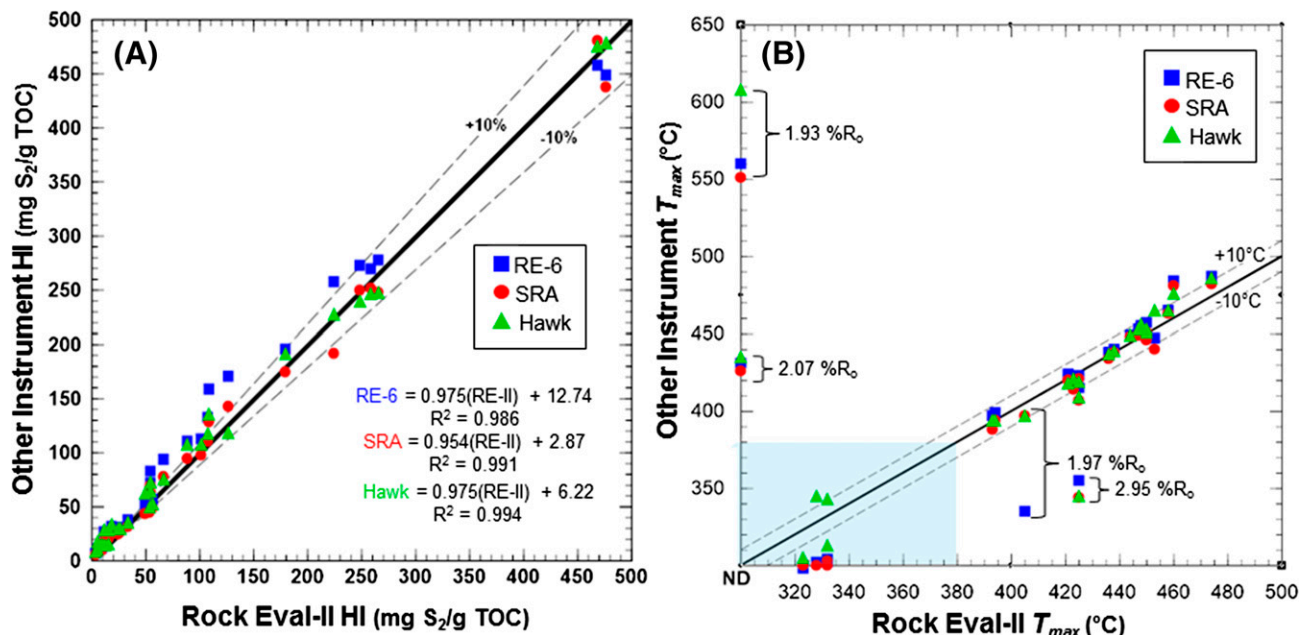 (A)
Other Instrument HI (mg S2/g TOC)
500
450
400
350
300
250
200
150
100
50
0
+10%
-10%
RE-6
SRA
Hawk
RE-6 = 0.975(RE-II) + 12.74
R² = 0.986
SRA = 0.954(RE-II) + 2.87
R² = 0.991
Hawk = 0.975(RE-II) + 6.22
R² = 0.994
0 50 100 150 200 250 300 350 400 450 500
Rock Eval-II HI (mg S2/g TOC)
(B)
Other Instrument Tmax (°C)
650
600
550
500
450
400
350
RE-6
SRA
Hawk
1.93 %Ro
2.07 %Ro
+10°C
-10°C
1.97 %Ro
2.95 %Ro
ND 320 340 360 380 400 420 440 460 480 500
Rock Eval-II Tmax (°C)